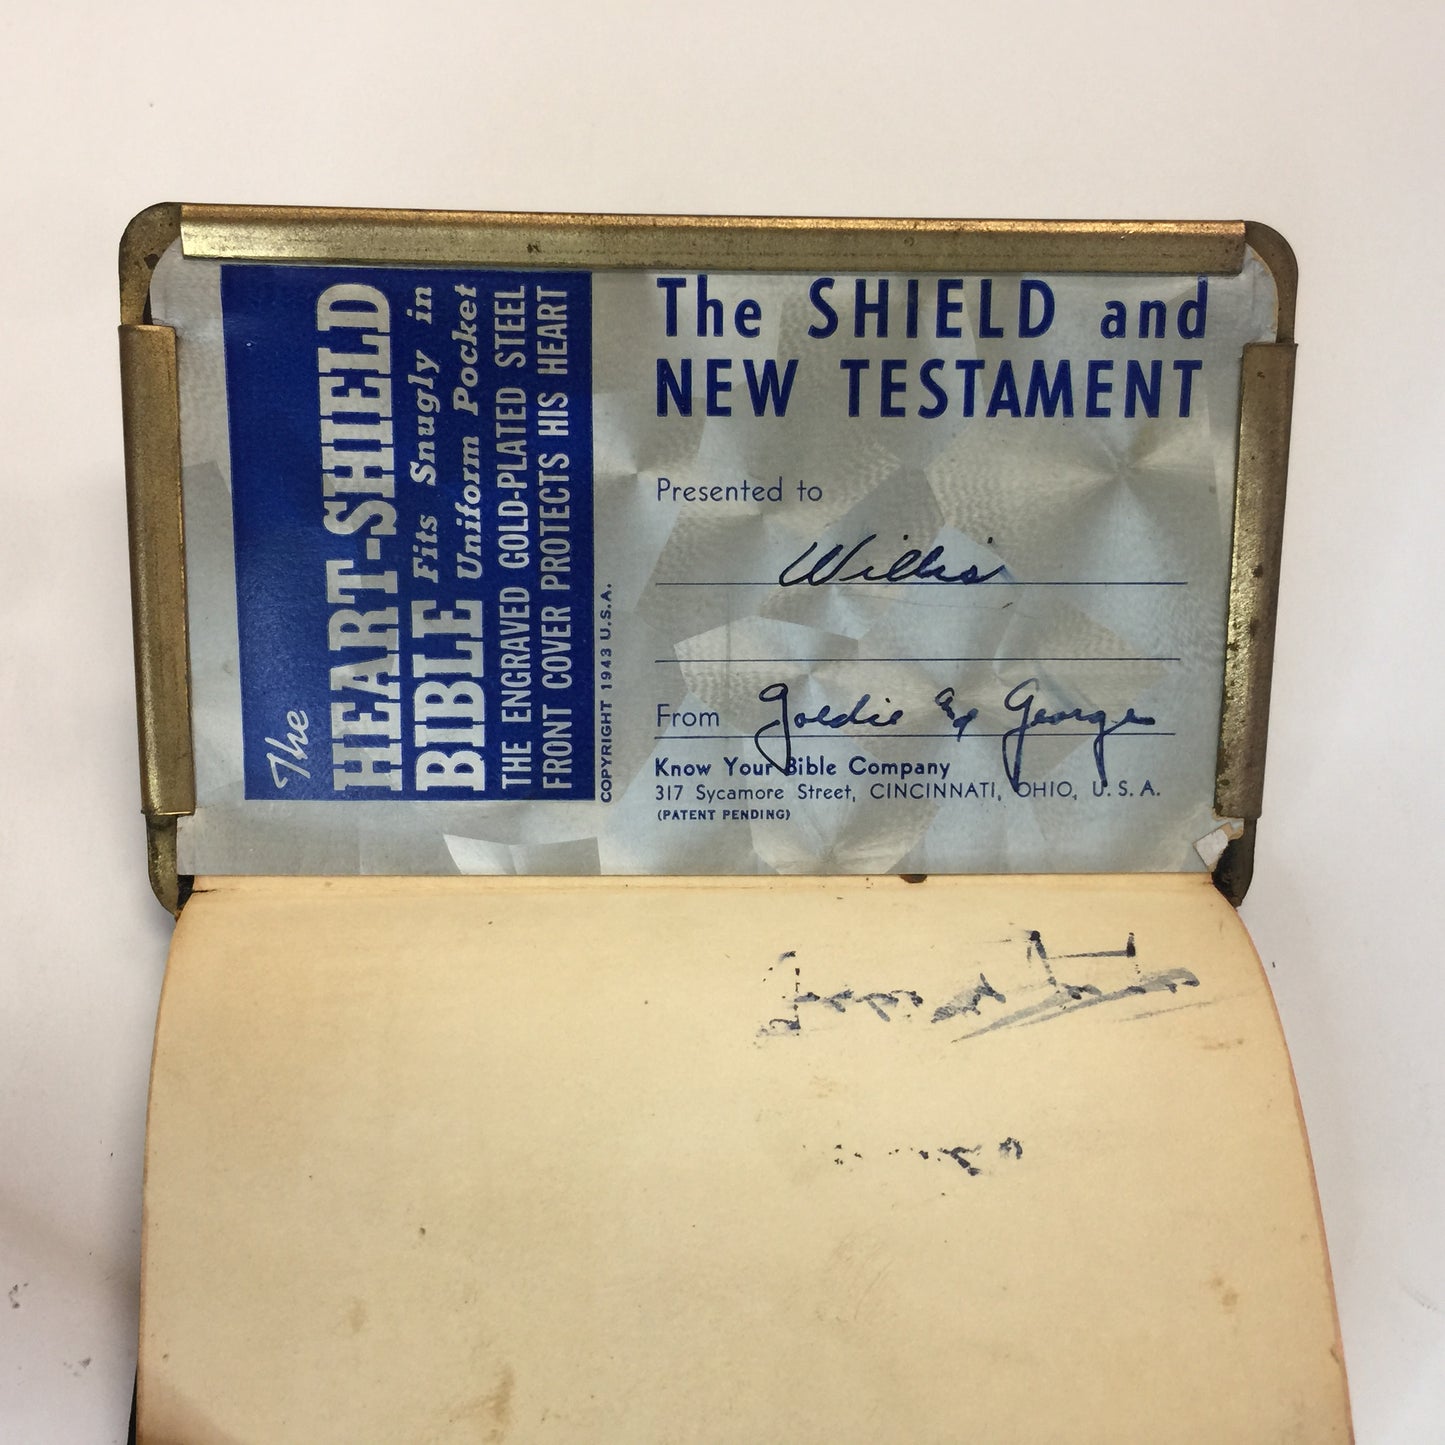 The
HEART-SHIELD
BIBLE Fits Snugly in
Uniform Pocket
THE ENGRAVED GOLD-PLATED STEEL
FRONT COVER PROTECTS HIS HEART
COPYRIGHT 1943 U.S.A.
The SHIELD and
NEW TESTAMENT
Presented to
Willis
From Goldie and George
Know Your Bible Company
317 Sycamore Street, CINCINNATI, OHIO, U.S.A.
(PATENT PENDING)